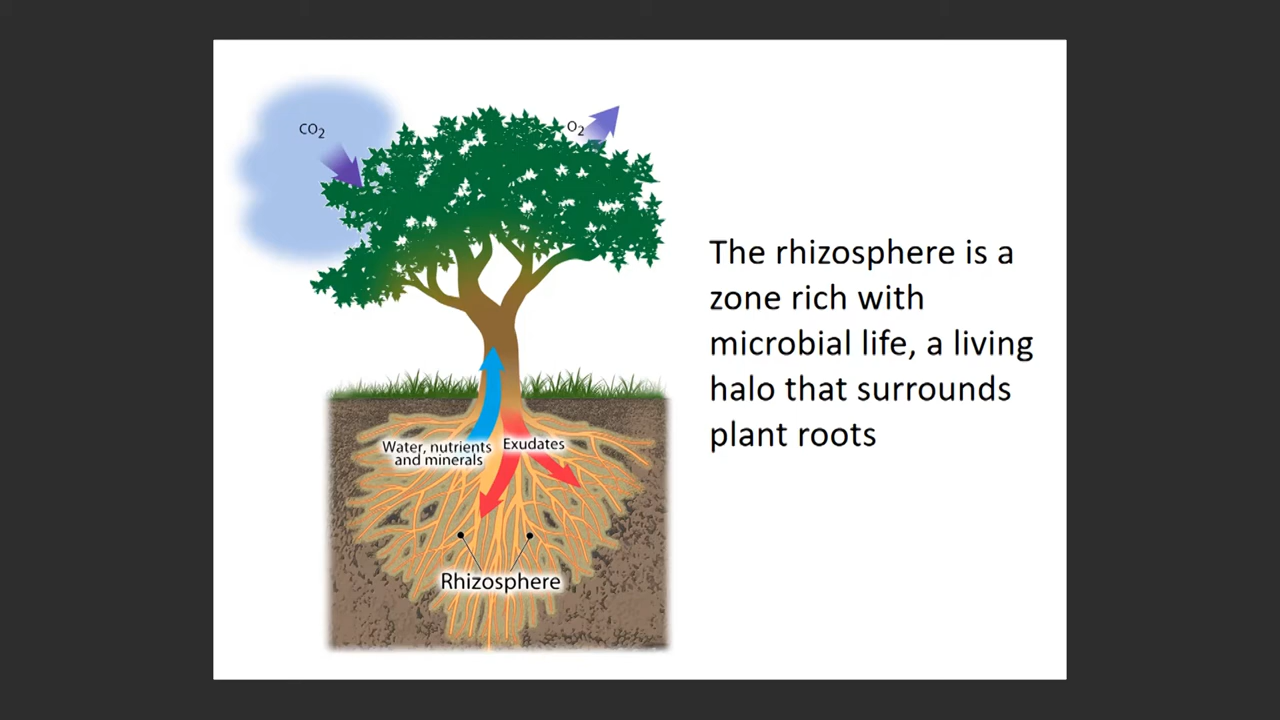 CO₂
O₂
The rhizosphere is a
zone rich with
microbial life, a living
halo that surrounds
plant roots
Water, nutrients
and minerals
Exudates
Rhizosphere